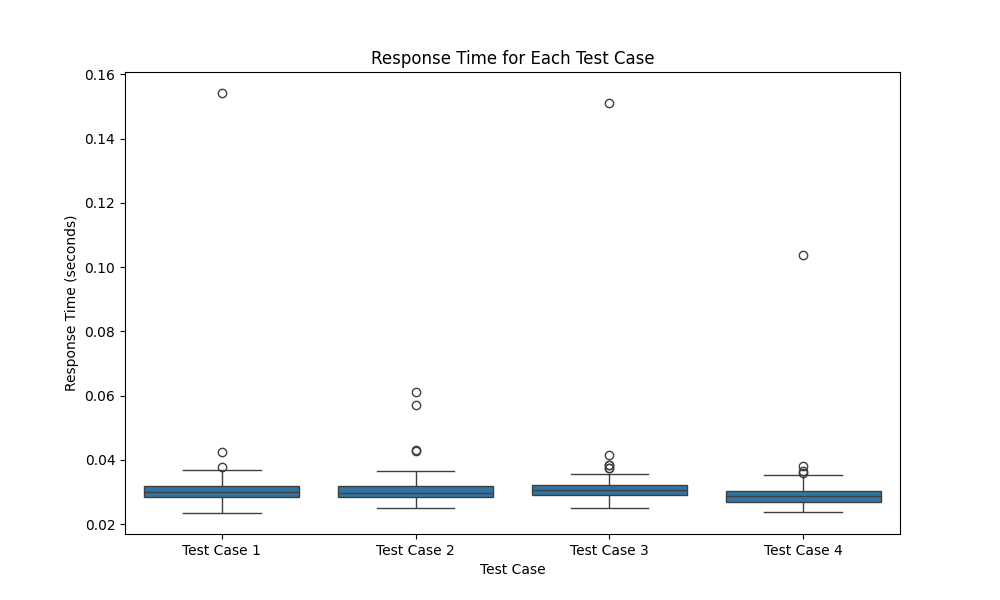 Response Time for Each Test Case
Response Time (seconds)
0.16
0.14
0.12
0.10
0.08
0.06
0.04
0.02
Test Case 1
Test Case 2
Test Case 3
Test Case 4
Test Case